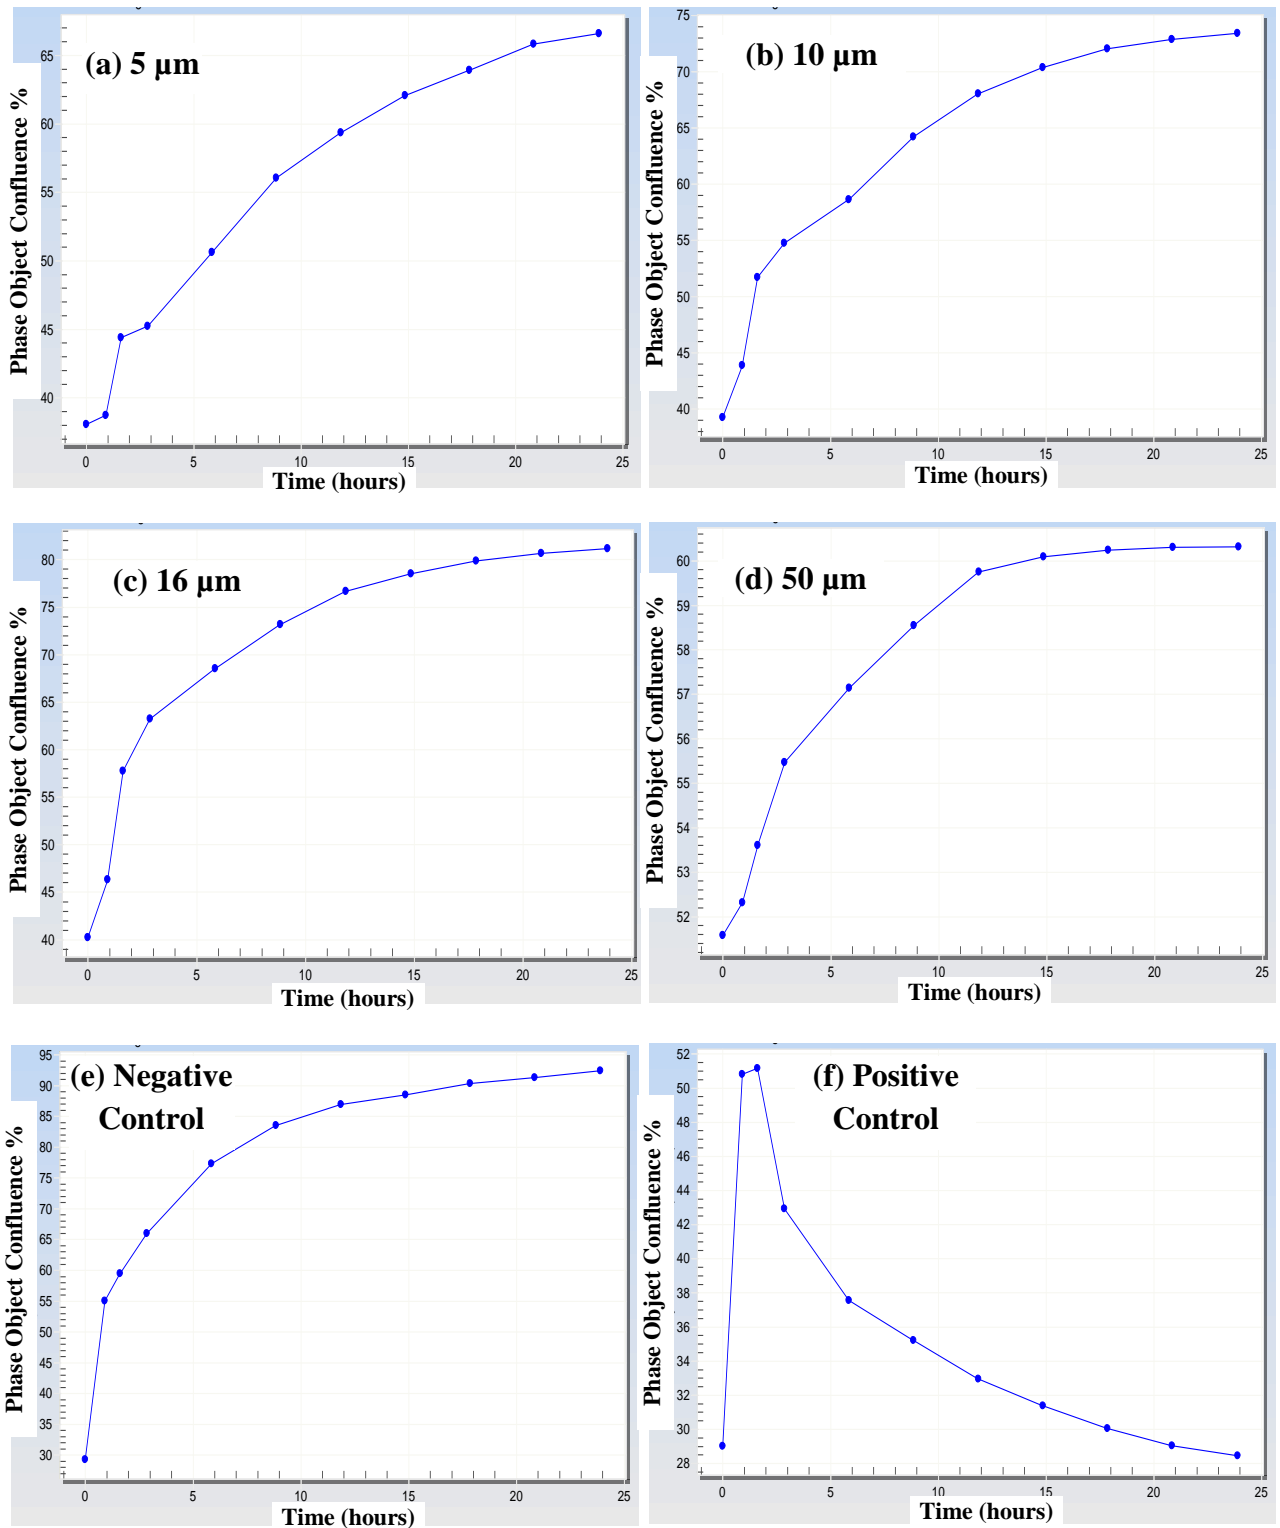 (a) 5 µm
Phase Object Confluence %
65
60
55
50
45
40
0 5 10 15 20 25
Time (hours)
(b) 10 µm
Phase Object Confluence %
75
70
65
60
55
50
45
40
0 5 10 15 20 25
Time (hours)
(c) 16 µm
Phase Object Confluence %
80
75
70
65
60
55
50
45
40
0 5 10 15 20 25
Time (hours)
(d) 50 µm
Phase Object Confluence %
60
59
58
57
56
55
54
53
52
0 5 10 15 20 25
Time (hours)
(e) Negative
Control
Phase Object Confluence %
95
90
85
80
75
70
65
60
55
50
45
40
35
30
0 5 10 15 20 25
Time (hours)
(f) Positive
Control
Phase Object Confluence %
52
50
48
46
44
42
40
38
36
34
32
30
28
0 5 10 15 20 25
Time (hours)